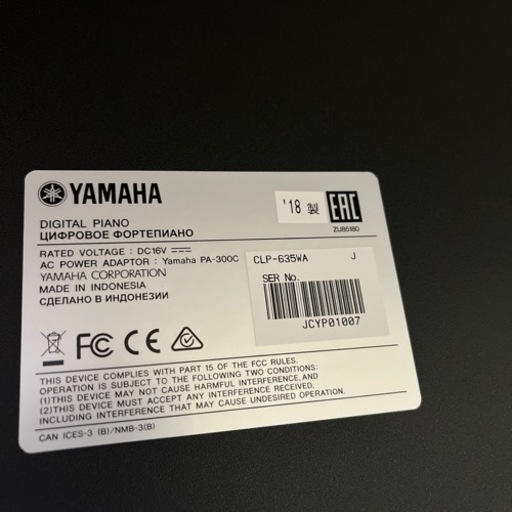 YAMAHA
'18 製
EAC
ZU85180
DIGITAL PIANO
ЦИФРОВОЕ ФОРТЕПИАНО
RATED VOLTAGE : DC16V
AC POWER ADAPTOR : Yamaha PA-300C
YAMAHA CORPORATION
MADE IN INDONESIA
СДЕЛАНО В ИНДОНЕЗИИ
CLP-635WA J
SER No.
JCYP01007
FC CE
THIS DEVICE COMPLIES WITH PART 15 OF THE FCC RULES.
OPERATION IS SUBJECT TO THE FOLLOWING TWO CONDITIONS:
(1)THIS DEVICE MAY NOT CAUSE HARMFUL INTERFERENCE,AND
(2)THIS DEVICE MUST ACCEPT ANY INTERFERENCE RECEIVED,
INCLUDING INTERFERENCE THAT MAY CAUSE UNDESIRED OPERATION.
CAN ICES-3 (B)/NMB-3(B)